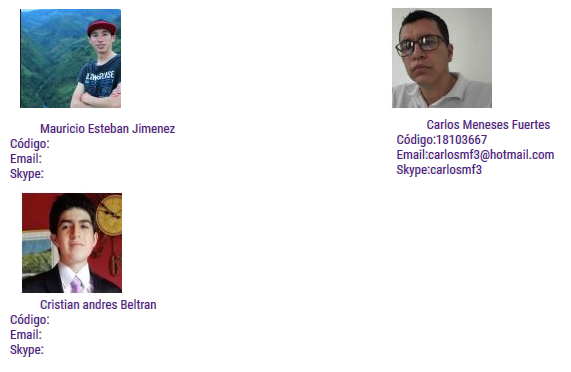 Mauricio Esteban Jimenez
Código:
Email:
Skype:
Carlos Meneses Fuertes
Código:18103667
Email:carlosmf3@hotmail.com
Skype:carlosmf3
Cristian andres Beltran
Código:
Email:
Skype: